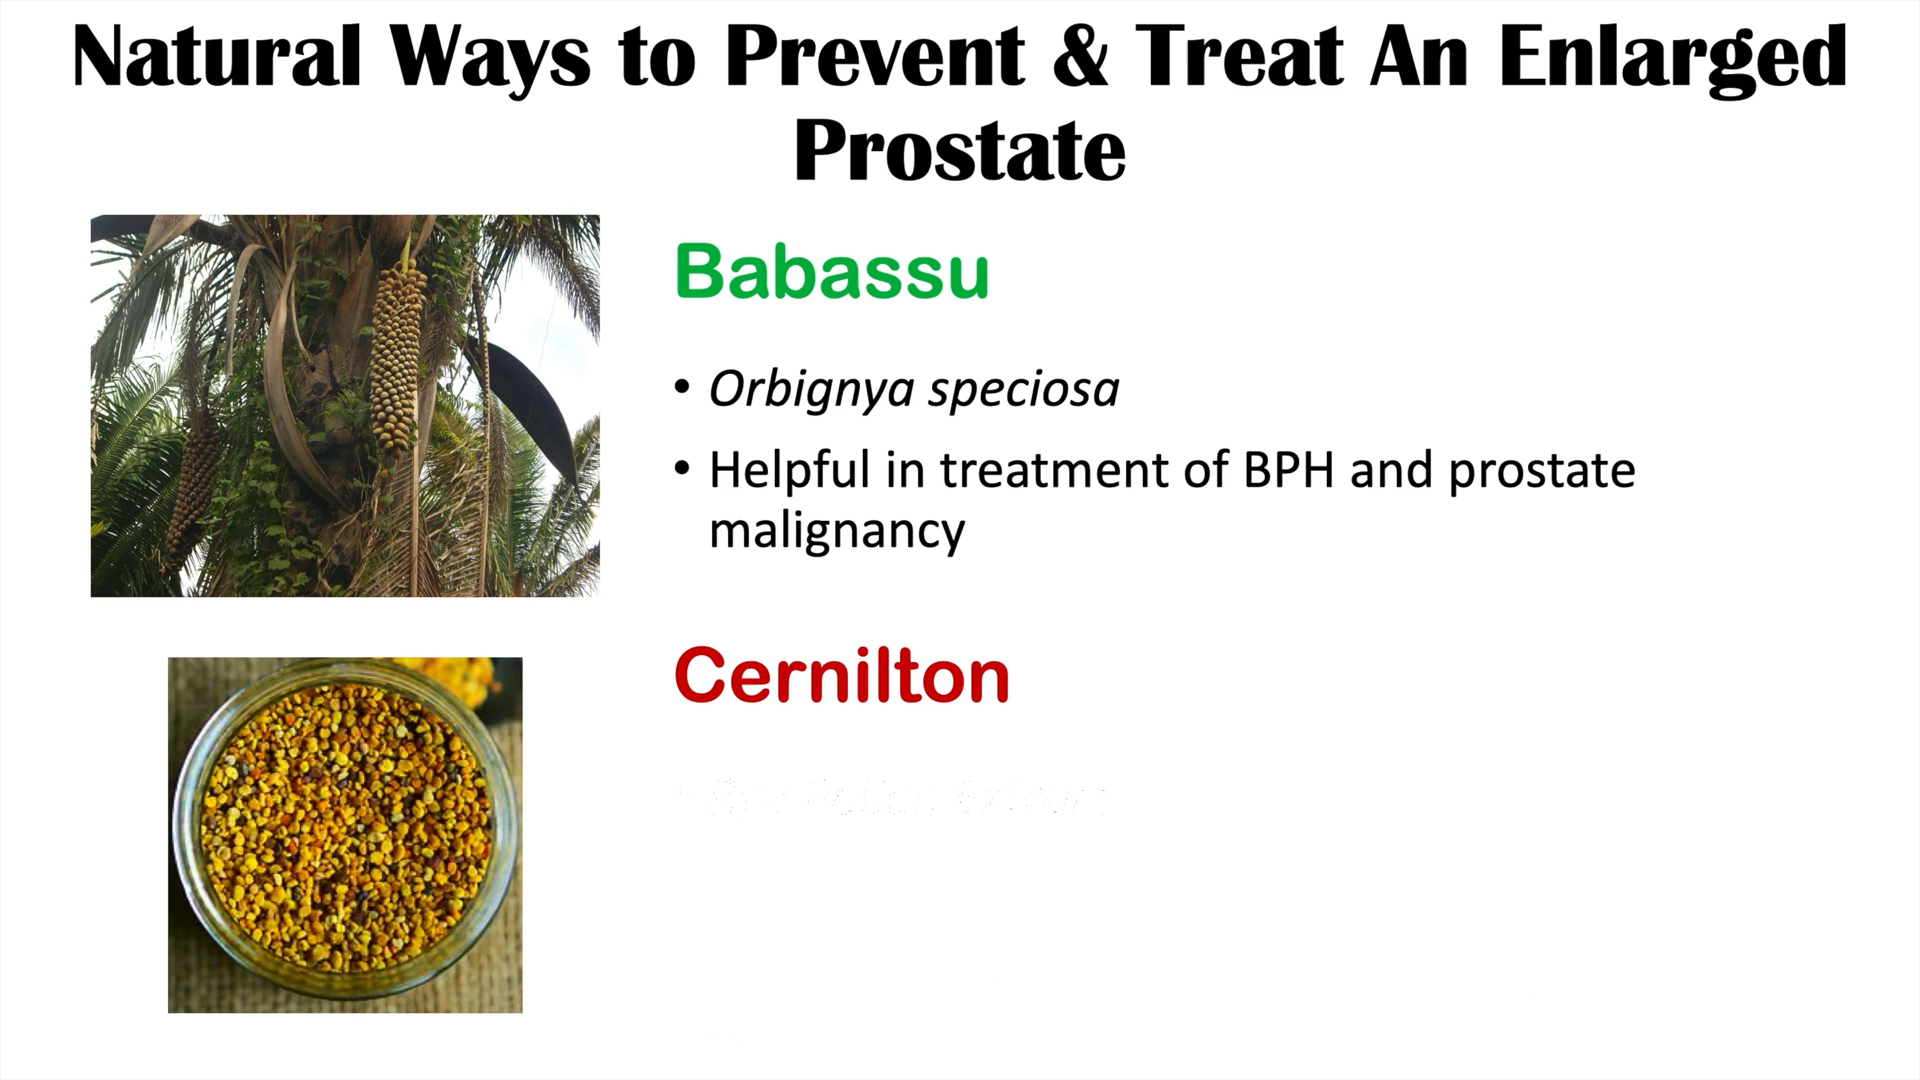 Natural Ways to Prevent & Treat An Enlarged
Prostate
Babassu
• Orbignya speciosa
• Helpful in treatment of BPH and prostate
malignancy
Cernilton